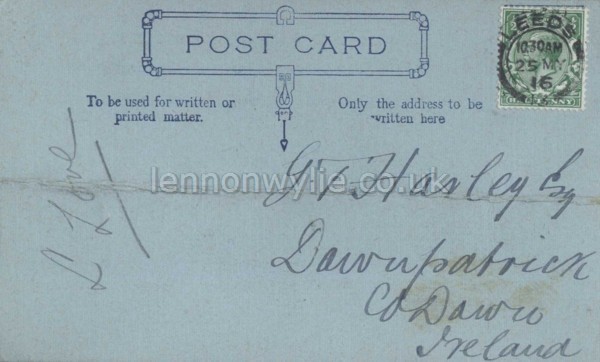 POST CARD
To be used for written or
printed matter.
Only the address to be
written here
LEEDS
10.30AM
25 MY
16
lennonwylie.co.uk
G T Harley Esq
Downpatrick
Co Down
Ireland
Love